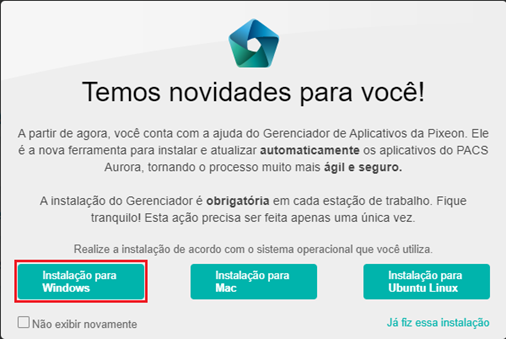 Temos novidades para você!
A partir de agora, você conta com a ajuda do Gerenciador de Aplicativos da Pixeon. Ele
é a nova ferramenta para instalar e atualizar automaticamente os aplicativos do PACS
Aurora, tornando o processo muito mais ágil e seguro.
A instalação do Gerenciador é obrigatória em cada estação de trabalho. Fique
tranquilo! Esta ação precisa ser feita apenas uma única vez.
Realize a instalação de acordo com o sistema operacional que você utiliza.
Instalação para
Windows
Instalação para
Mac
Instalação para
Ubuntu Linux
Não exibir novamente
Já fiz essa instalação